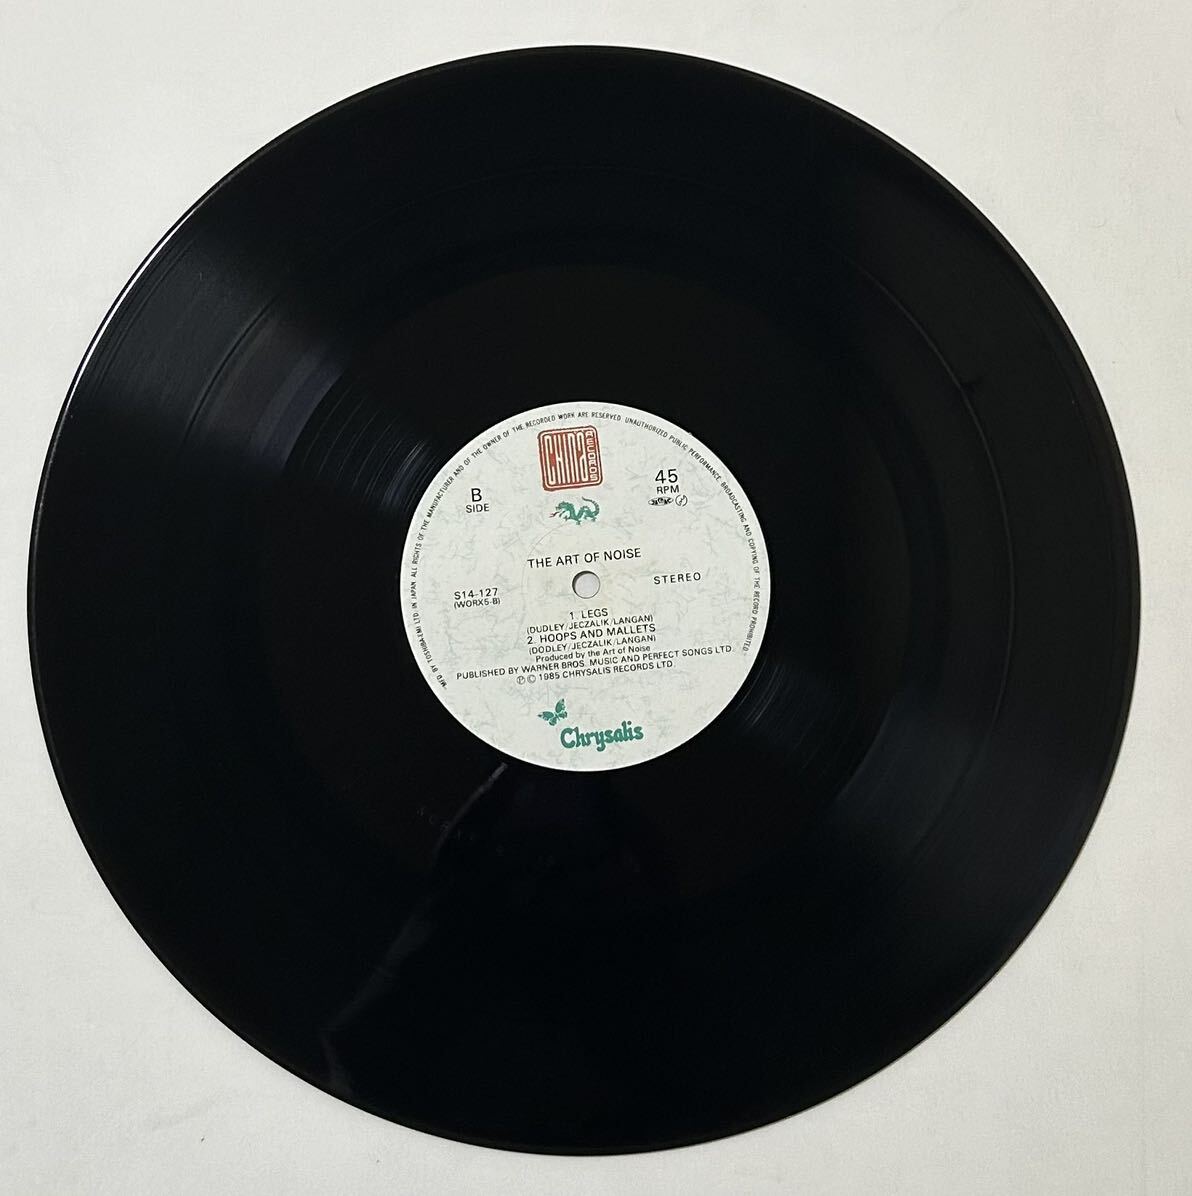 "MFD BY TOSHIBA-EMI LTD. IN JAPAN. ALL RIGHTS OF THE MANUFACTURER AND OF THE OWNER OF THE RECORDED WORK ARE RESERVED. UNAUTHORIZED PUBLIC PERFORMANCE, BROADCASTING AND COPYING OF THE RECORD PROHIBITED."
CHINA RECORDS
B
SIDE
45
RPM
THE ART OF NOISE
S14-127
(WORX5-B)
STEREO
1. LEGS
(DUDLEY/JECZALIK/LANGAN)
2. HOOPS AND MALLETS
(DODLEY/JECZALIK/LANGAN)
Produced by the Art of Noise
PUBLISHED BY WARNER BROS. MUSIC AND PERFECT SONGS LTD.
Ⓟ © 1985 CHRYSALIS RECORDS LTD.
Chrysalis